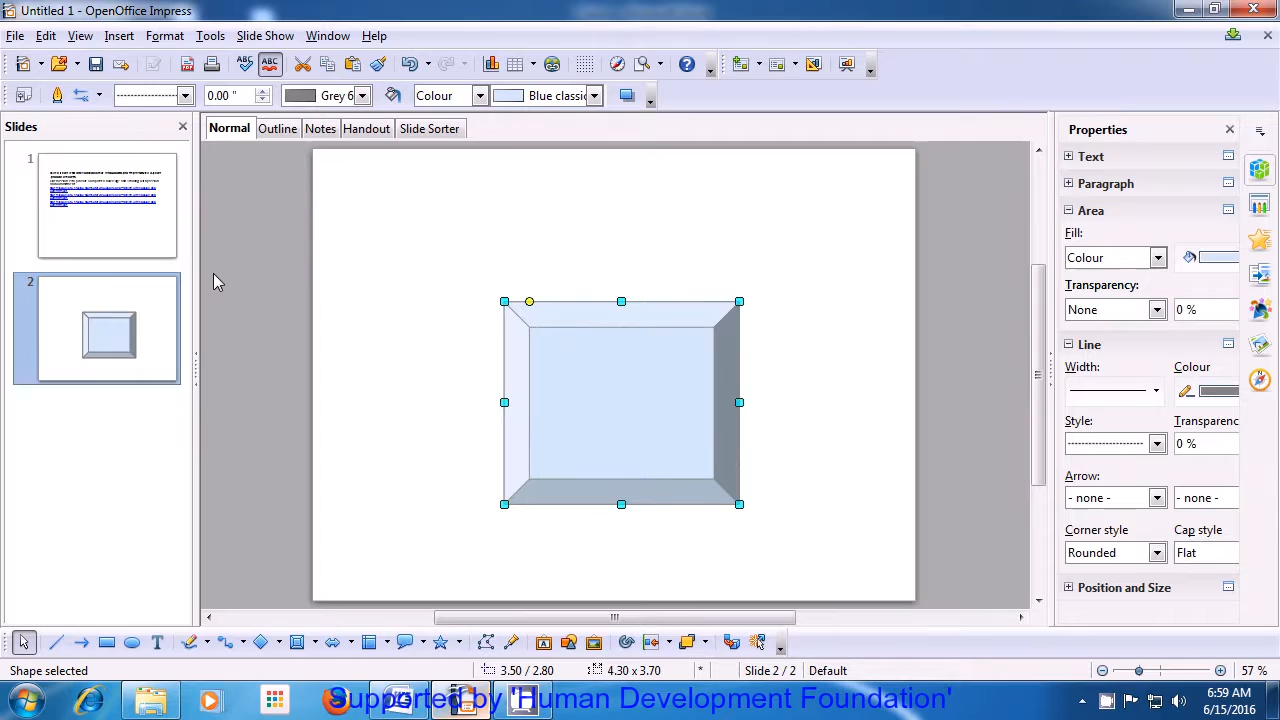 Untitled 1 - OpenOffice Impress
File Edit View Insert Format Tools Slide Show Window Help
0.00 " Grey 6 Colour Blue classic
Slides
Normal Outline Notes Handout Slide Sorter
Properties
1
2
Text
Paragraph
Area
Fill:
Colour
Transparency:
None 0 %
Line
Width: Colour
Style: Transparenc
0 %
Arrow:
- none - - none -
Corner style Cap style
Rounded Flat
Position and Size
Shape selected 3.50 / 2.80 4.30 x 3.70 * Slide 2 / 2 Default 57 %
Supported by 'Human Development Foundation'
6:59 AM
6/15/2016